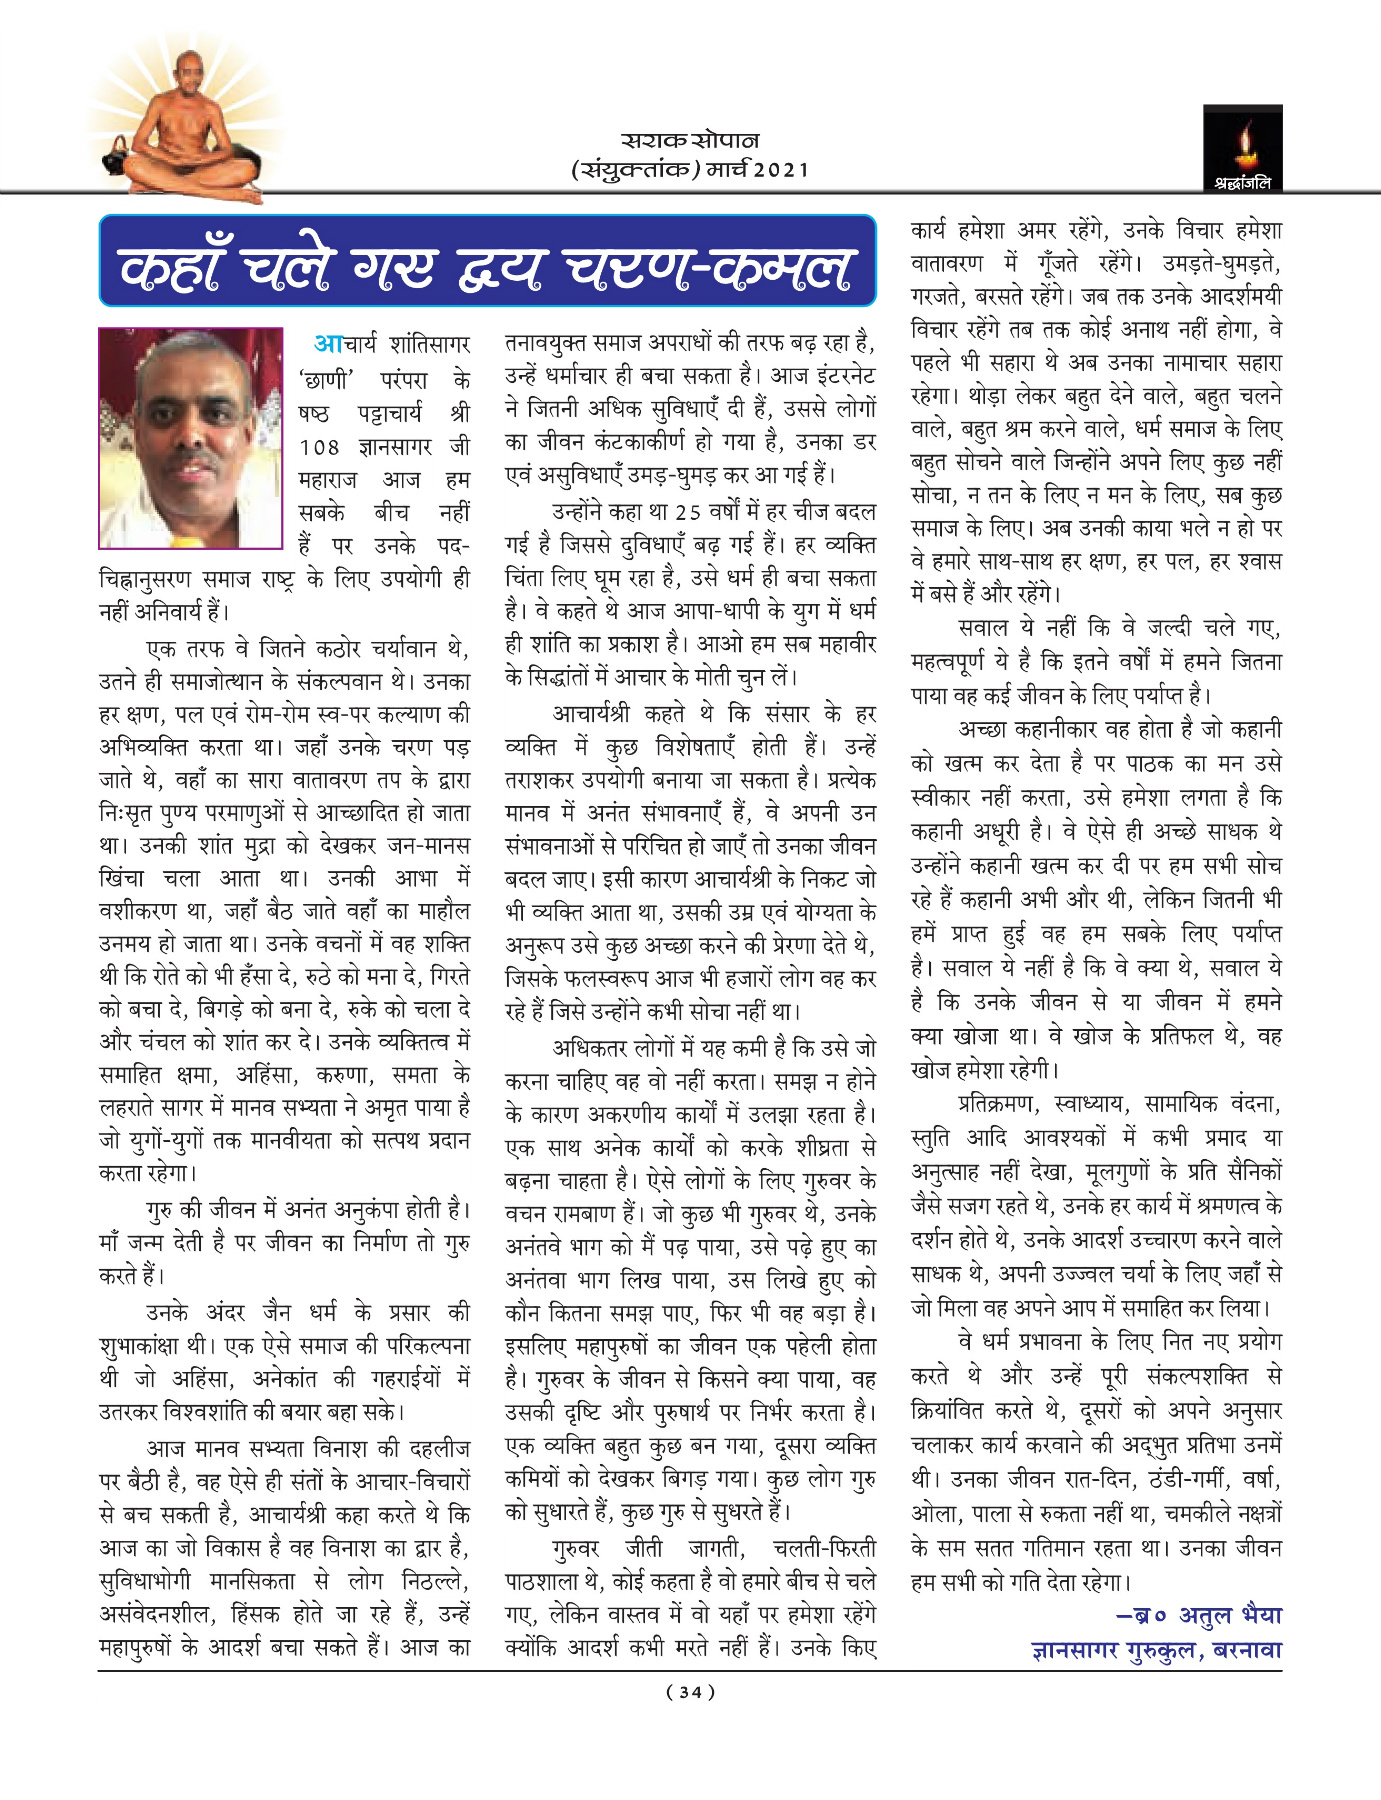 सराक सोपान
(संयुक्तांक) मार्च 2021
श्रद्धांजलि
कहाँ चले गए द्वय चरण-कमल
आचार्य शांतिसागर
‘छाणी’ परंपरा के
षष्ठ पट्टाचार्य श्री
108 ज्ञानसागर जी
महाराज आज हम
सबके बीच नहीं
हैं पर उनके पद-
चिह्नानुसरण समाज राष्ट्र के लिए उपयोगी ही
नहीं अनिवार्य हैं।
एक तरफ वे जितने कठोर चर्यावान थे,
उतने ही समाजोत्थान के संकल्पवान थे। उनका
हर क्षण, पल एवं रोम-रोम स्व-पर कल्याण की
अभिव्यक्ति करता था। जहाँ उनके चरण पड़
जाते थे, वहाँ का सारा वातावरण तप के द्वारा
निःसृत पुण्य परमाणुओं से आच्छादित हो जाता
था। उनकी शांत मुद्रा को देखकर जन-मानस
खिंचा चला आता था। उनकी आभा में
वशीकरण था, जहाँ बैठ जाते वहाँ का माहौल
उनमय हो जाता था। उनके वचनों में वह शक्ति
थी कि रोते को भी हँसा दे, रुठे को मना दे, गिरते
को बचा दे, बिगड़े को बना दे, रुके को चला दे
और चंचल को शांत कर दे। उनके व्यक्तित्व में
समाहित क्षमा, अहिंसा, करुणा, समता के
लहराते सागर में मानव सभ्यता ने अमृत पाया है
जो युगों-युगों तक मानवीयता को सत्पथ प्रदान
करता रहेगा।
गुरु की जीवन में अनंत अनुकंपा होती है।
माँ जन्म देती है पर जीवन का निर्माण तो गुरु
करते हैं।
उनके अंदर जैन धर्म के प्रसार की
शुभाकांक्षा थी। एक ऐसे समाज की परिकल्पना
थी जो अहिंसा, अनेकांत की गहराईयों में
उतरकर विश्वशांति की बयार बहा सके।
आज मानव सभ्यता विनाश की दहलीज
पर बैठी है, वह ऐसे ही संतों के आचार-विचारों
से बच सकती है, आचार्यश्री कहा करते थे कि
आज का जो विकास है वह विनाश का द्वार है,
सुविधाभोगी मानसिकता से लोग निठल्ले,
असंवेदनशील, हिंसक होते जा रहे हैं, उन्हें
महापुरुषों के आदर्श बचा सकते हैं। आज का
तनावयुक्त समाज अपराधों की तरफ बढ़ रहा है,
उन्हें धर्माचार ही बचा सकता है। आज इंटरनेट
ने जितनी अधिक सुविधाएँ दी हैं, उससे लोगों
का जीवन कंटकाकीर्ण हो गया है, उनका डर
एवं असुविधाएँ उमड़-घुमड़ कर आ गई हैं।
उन्होंने कहा था 25 वर्षों में हर चीज बदल
गई है जिससे दुविधाएँ बढ़ गई हैं। हर व्यक्ति
चिंता लिए घूम रहा है, उसे धर्म ही बचा सकता
है। वे कहते थे आज आपा-धापी के युग में धर्म
ही शांति का प्रकाश है। आओ हम सब महावीर
के सिद्धांतों में आचार के मोती चुन लें।
आचार्यश्री कहते थे कि संसार के हर
व्यक्ति में कुछ विशेषताएँ होती हैं। उन्हें
तराशकर उपयोगी बनाया जा सकता है। प्रत्येक
मानव में अनंत संभावनाएँ हैं, वे अपनी उन
संभावनाओं से परिचित हो जाएँ तो उनका जीवन
बदल जाए। इसी कारण आचार्यश्री के निकट जो
भी व्यक्ति आता था, उसकी उम्र एवं योग्यता के
अनुरूप उसे कुछ अच्छा करने की प्रेरणा देते थे,
जिसके फलस्वरूप आज भी हजारों लोग वह कर
रहे हैं जिसे उन्होंने कभी सोचा नहीं था।
अधिकतर लोगों में यह कमी है कि उसे जो
करना चाहिए वह वो नहीं करता। समझ न होने
के कारण अकरणीय कार्यों में उलझा रहता है।
एक साथ अनेक कार्यों को करके शीघ्रता से
बढ़ना चाहता है। ऐसे लोगों के लिए गुरुवर के
वचन रामबाण हैं। जो कुछ भी गुरुवर थे, उनके
अनंतवे भाग को मैं पढ़ पाया, उसे पढ़े हुए का
अनंतवा भाग लिख पाया, उस लिखे हुए को
कौन कितना समझ पाए, फिर भी वह बड़ा है।
इसलिए महापुरुषों का जीवन एक पहेली होता
है। गुरुवर के जीवन से किसने क्या पाया, वह
उसकी दृष्टि और पुरुषार्थ पर निर्भर करता है।
एक व्यक्ति बहुत कुछ बन गया, दूसरा व्यक्ति
कमियों को देखकर बिगड़ गया। कुछ लोग गुरु
को सुधारते हैं, कुछ गुरु से सुधरते हैं।
गुरुवर जीती जागती, चलती-फिरती
पाठशाला थे, कोई कहता है वो हमारे बीच से चले
गए, लेकिन वास्तव में वो यहाँ पर हमेशा रहेंगे
क्योंकि आदर्श कभी मरते नहीं हैं। उनके किए
कार्य हमेशा अमर रहेंगे, उनके विचार हमेशा
वातावरण में गूँजते रहेंगे। उमड़ते-घुमड़ते,
गरजते, बरसते रहेंगे। जब तक उनके आदर्शमयी
विचार रहेंगे तब तक कोई अनाथ नहीं होगा, वे
पहले भी सहारा थे अब उनका नामाचार सहारा
रहेगा। थोड़ा लेकर बहुत देने वाले, बहुत चलने
वाले, बहुत श्रम करने वाले, धर्म समाज के लिए
बहुत सोचने वाले जिन्होंने अपने लिए कुछ नहीं
सोचा, न तन के लिए न मन के लिए, सब कुछ
समाज के लिए। अब उनकी काया भले न हो पर
वे हमारे साथ-साथ हर क्षण, हर पल, हर श्वास
में बसे हैं और रहेंगे।
सवाल ये नहीं कि वे जल्दी चले गए,
महत्वपूर्ण ये है कि इतने वर्षों में हमने जितना
पाया वह कई जीवन के लिए पर्याप्त है।
अच्छा कहानीकार वह होता है जो कहानी
को खत्म कर देता है पर पाठक का मन उसे
स्वीकार नहीं करता, उसे हमेशा लगता है कि
कहानी अधूरी है। वे ऐसे ही अच्छे साधक थे
उन्होंने कहानी खत्म कर दी पर हम सभी सोच
रहे हैं कहानी अभी और थी, लेकिन जितनी भी
हमें प्राप्त हुई वह हम सबके लिए पर्याप्त
है। सवाल ये नहीं है कि वे क्या थे, सवाल ये
है कि उनके जीवन से या जीवन में हमने
क्या खोजा था। वे खोज के प्रतिफल थे, वह
खोज हमेशा रहेगी।
प्रतिक्रमण, स्वाध्याय, सामायिक वंदना,
स्तुति आदि आवश्यकों में कभी प्रमाद या
अनुत्साह नहीं देखा, मूलगुणों के प्रति सैनिकों
जैसे सजग रहते थे, उनके हर कार्य में श्रमणत्व के
दर्शन होते थे, उनके आदर्श उच्चारण करने वाले
साधक थे, अपनी उज्ज्वल चर्या के लिए जहाँ से
जो मिला वह अपने आप में समाहित कर लिया।
वे धर्म प्रभावना के लिए नित नए प्रयोग
करते थे और उन्हें पूरी संकल्पशक्ति से
क्रियांवित करते थे, दूसरों को अपने अनुसार
चलाकर कार्य करवाने की अद्भुत प्रतिभा उनमें
थी। उनका जीवन रात-दिन, ठंडी-गर्मी, वर्षा,
ओला, पाला से रुकता नहीं था, चमकीले नक्षत्रों
के सम सतत गतिमान रहता था। उनका जीवन
हम सभी को गति देता रहेगा।
–ब्र० अतुल भैया
ज्ञानसागर गुरुकुल, बरनावा
( 34 )